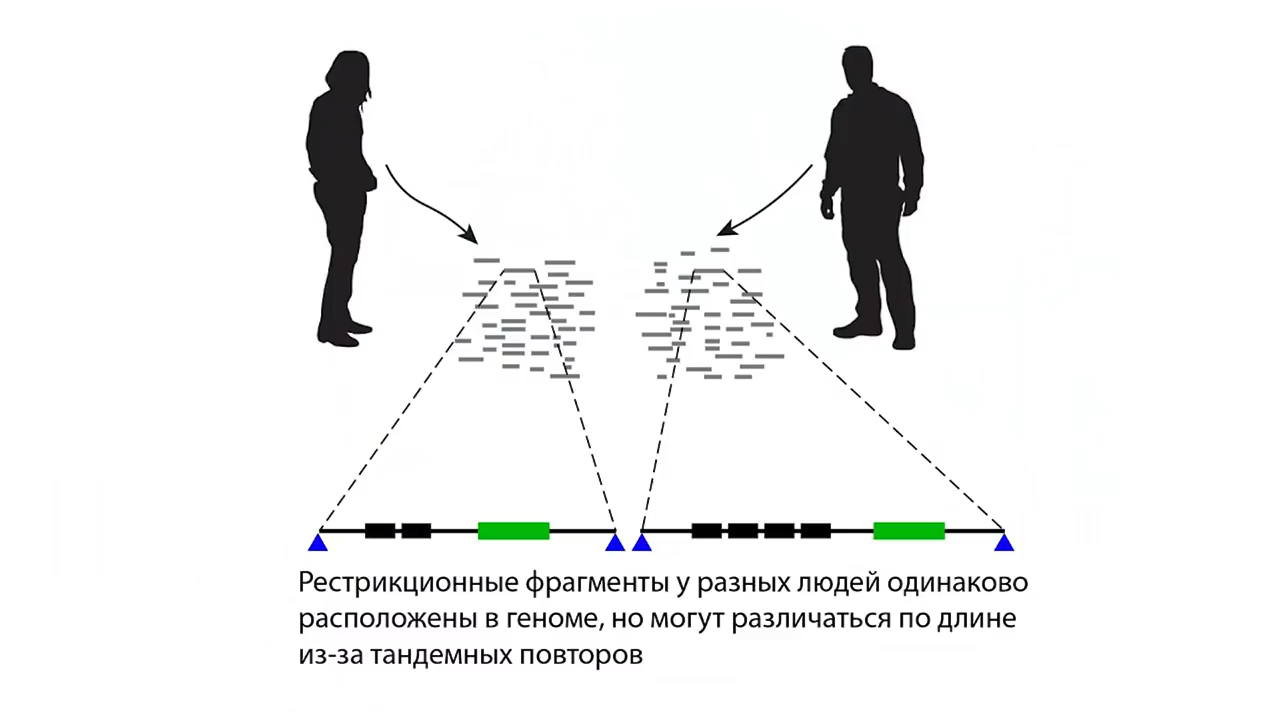 Рестрикционные фрагменты у разных людей одинаково
расположены в геноме, но могут различаться по длине
из-за тандемных повторов